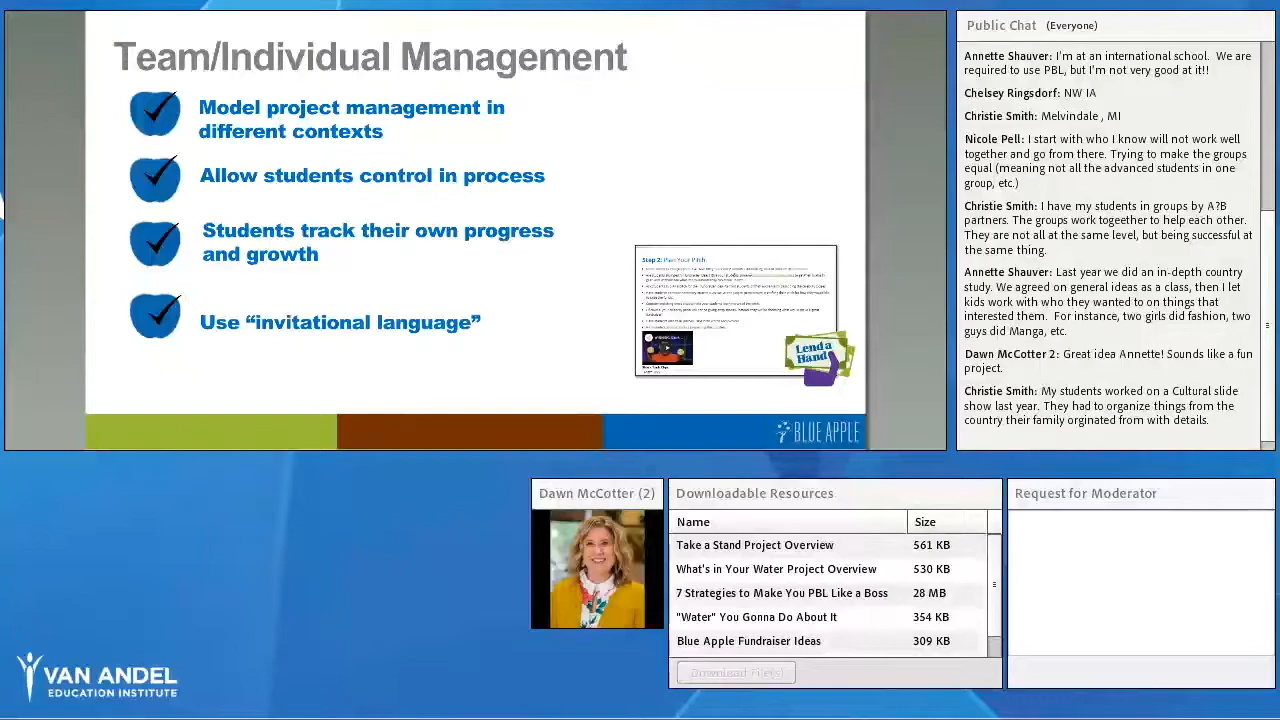 Team/Individual Management
Model project management in
different contexts
Allow students control in process
Students track their own progress
and growth
Use “invitational language”
Step 2: Plan Your Pitch
Lend a
Hand
BLUE APPLE
Public Chat (Everyone)
Annette Shauver: I'm at an international school. We are
required to use PBL, but I'm not very good at it!!
Chelsey Ringsdorf: NW IA
Christie Smith: Melvindale , MI
Nicole Pell: I start with who I know will not work well
together and go from there. Trying to make the groups
equal (meaning not all the advanced students in one
group, etc.)
Christie Smith: I have my students in groups by A?B
partners. The groups work togeether to help each other.
They are not all at the same level, but being successful at
the same thing.
Annette Shauver: Last year we did a ninth grade country
study. We agreed on general ideas as a class, then I let
kids work with who they wanted on things that
interested them. For instance, two girls did fashion, two
guys did Manga, etc.
Dawn McCotter 2: Great idea Annette! Sounds like a fun
project.
Christie Smith: My students worked on a Cultural slide
show last year. They had to organize things from the
country their family orginated from with details.
Dawn McCotter (2)
Downloadable Resources
Name Size
Take a Stand Project Overview 561 KB
What's in Your Water Project Overview 530 KB
7 Strategies to Make You PBL Like a Boss 28 MB
"Water" You Gonna Do About It 354 KB
Blue Apple Fundraiser Ideas 309 KB
Download File(s)
Request for Moderator
VAN ANDEL
EDUCATION INSTITUTE